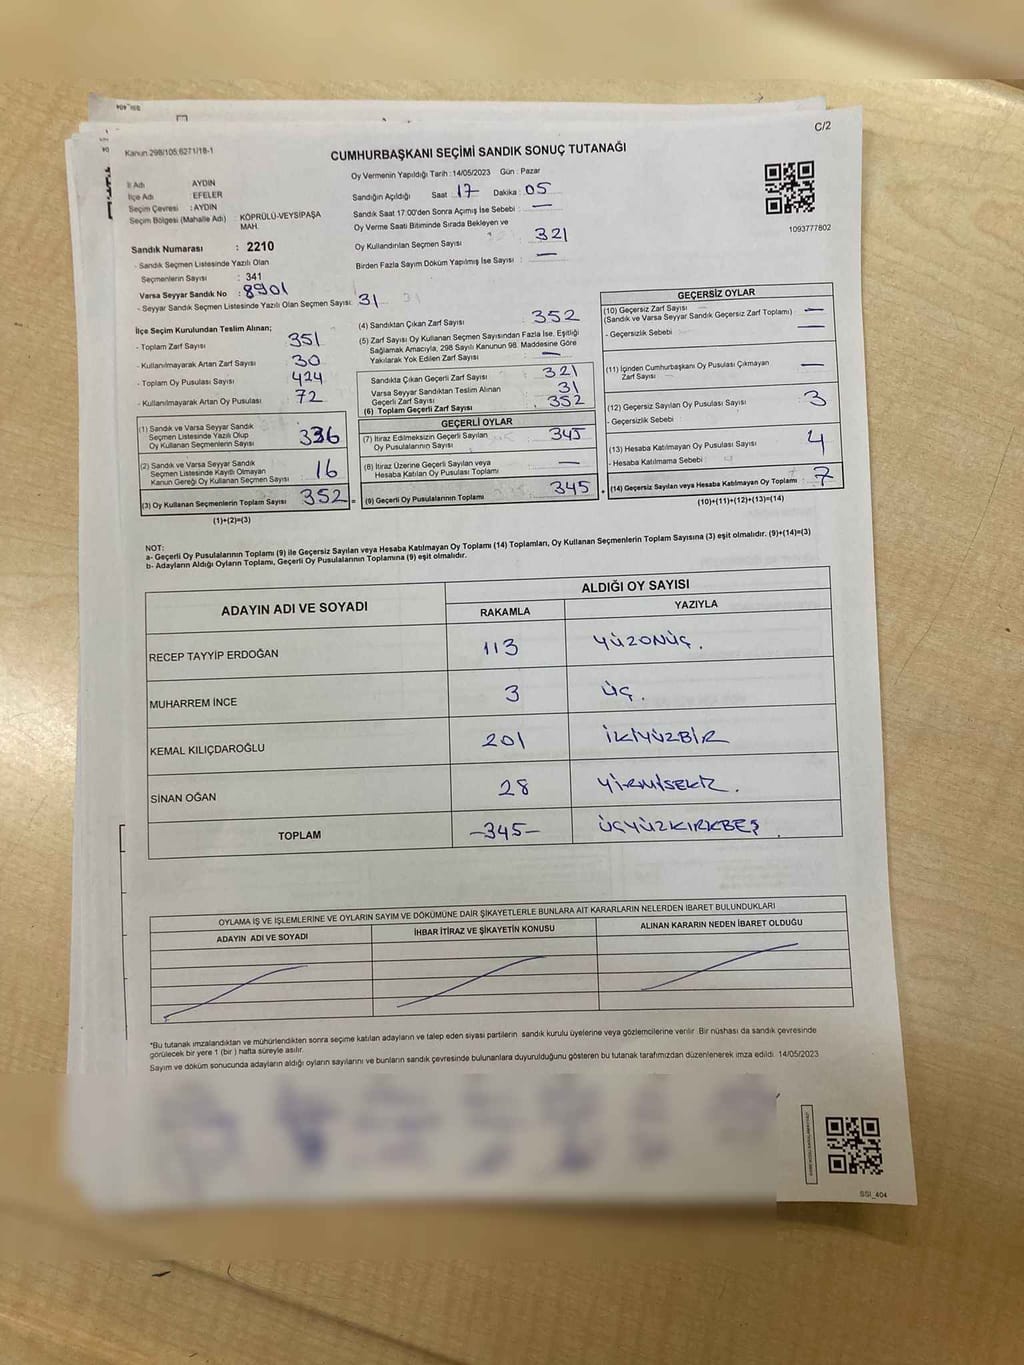 C/2
Kanun 298/105;6271/18-1
CUMHURBAŞKANI SEÇİMİ SANDIK SONUÇ TUTANAĞI
İl Adı AYDIN
İlçe Adı : EFELER
Seçim Çevresi : AYDIN
Seçim Bölgesi (Mahalle Adı) : KÖPRÜLÜ-VEYSİPAŞA MAH.
Sandık Numarası : 2210
- Sandık Seçmen Listesinde Yazılı Olan
Seçmenlerin Sayısı : 341
Varsa Seyyar Sandık No : 8901
- Seyyar Sandık Seçmen Listesinde Yazılı Olan Seçmen Sayısı: 31
Oy Vermenin Yapıldığı Tarih : 14/05/2023 Gün : Pazar
Sandığın Açıldığı Saat 17 Dakika : 05
Sandık Saat 17:00'den Sonra Açımış İse Sebebi : —
Oy Verme Saati Bitiminde Sırada Bekleyen ve
Oy Kullandırılan Seçmen Sayısı : 321
Birden Fazla Sayım Döküm Yapılmış İse Sayısı : —
1093777802
İlçe Seçim Kurulundan Teslim Alınan;
- Toplam Zarf Sayısı 351
- Kullanılmayarak Artan Zarf Sayısı 30
- Toplam Oy Pusulası Sayısı 424
- Kullanılmayarak Artan Oy Pusulası 72
(1) Sandık ve Varsa Seyyar Sandık
Seçmen Listesinde Yazılı Olup
Oy Kullanan Seçmenlerin Sayısı 336
(2) Sandık ve Varsa Seyyar Sandık
Seçmen Listesinde Kayıtlı Olmayan
Kanun Gereği Oy Kullanan Seçmen Sayısı 16
(3) Oy Kullanan Seçmenlerin Toplam Sayısı 352 =
(1)+(2)=(3)
(4) Sandıktan Çıkan Zarf Sayısı 352
(5) Zarf Sayısı Oy Kullanan Seçmen Sayısından Fazla İse, Eşitliği
Sağlamak Amacıyla, 298 Sayılı Kanunun 98. Maddesine Göre
Yakılarak Yok Edilen Zarf Sayısı —
Sandıkta Çıkan Geçerli Zarf Sayısı 321
Varsa Seyyar Sandıktan Teslim Alınan
Geçerli Zarf Sayısı 31
(6) Toplam Geçerli Zarf Sayısı 352
GEÇERLİ OYLAR
(7) İtiraz Edilmeksizin Geçerli Sayılan
Oy Pusulalarının Sayısı 345
(8) İtiraz Üzerine Geçerli Sayılan veya
Hesaba Katılan Oy Pusulası Toplamı —
(9) Geçerli Oy Pusulalarının Toplamı 345 +
GEÇERSİZ OYLAR
(10) Geçersiz Zarf Sayısı
(Sandık ve Varsa Seyyar Sandık Geçersiz Zarf Toplamı) : —
- Geçersizlik Sebebi : —
(11) İçinden Cumhurbaşkanı Oy Pusulası Çıkmayan
Zarf Sayısı —
(12) Geçersiz Sayılan Oy Pusulası Sayısı 3
- Geçersizlik Sebebi :
(13) Hesaba Katılmayan Oy Pusulası Sayısı 4
- Hesaba Katılmama Sebebi :
(14) Geçersiz Sayılan veya Hesaba Katılmayan Oy Toplamı : 7
(10)+(11)+(12)+(13)=(14)
NOT:
a- Geçerli Oy Pusulalarının Toplamı (9) ile Geçersiz Sayılan veya Hesaba Katılmayan Oy Toplamı (14) Toplamları, Oy Kullanan Seçmenlerin Toplam Sayısına (3) eşit olmalıdır. (9)+(14)=(3)
b- Adayların Aldığı Oyların Toplamı, Geçerli Oy Pusulalarının Toplamına (9) eşit olmalıdır.
ADAYIN ADI VE SOYADI
ALDIĞI OY SAYISI
RAKAMLA YAZIYLA
RECEP TAYYİP ERDOĞAN 113 YÜZONÜÇ.
MUHARREM İNCE 3 ÜÇ.
KEMAL KILIÇDAROĞLU 201 İKİYÜZBİR
SİNAN OĞAN 28 YİRMİSEKİZ.
TOPLAM -345- ÜÇYÜZKIRKBEŞ.
OYLAMA İŞ VE İŞLEMLERİNE VE OYLARIN SAYIM VE DÖKÜMÜNE DAİR ŞİKAYETLERLE BUNLARA AİT KARARLARIN NELERDEN İBARET BULUNDUKLARI
ADAYIN ADI VE SOYADI İHBAR İTİRAZ VE ŞİKAYETİN KONUSU ALINAN KARARIN NEDEN İBARET OLDUĞU
*Bu tutanak imzalandıktan ve mühürlendikten sonra seçime katılan adayların ve talep eden siyasi partilerin sandık kurulu üyelerine veya gözlemcilerine verilir. Bir nüshası da sandık çevresinde
görülecek bir yere 1 (bir ) hafta süreyle asılır.
Sayım ve döküm sonucunda adayların aldığı oyların sayılarını ve bunların sandık çevresinde bulunanlara duyurulduğunu gösteren bu tutanak tarafımızdan düzenlenerek imza edildi. 14/05/2023
SSI_404